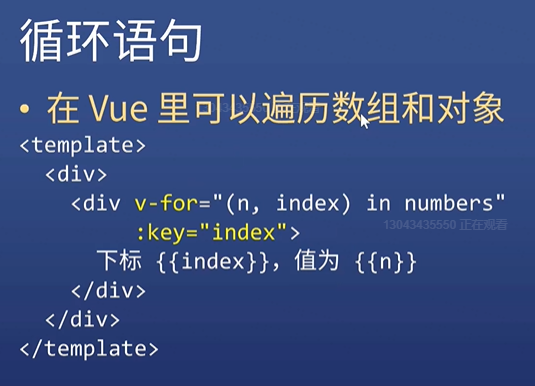 循环语句
• 在 Vue 里可以遍历数组和对象
<template>
  <div>
    <div v-for="(n, index) in numbers"
         :key="index">
      下标 {{index}}，值为 {{n}}
    </div>
  </div>
</template>
13043435550 正在观看